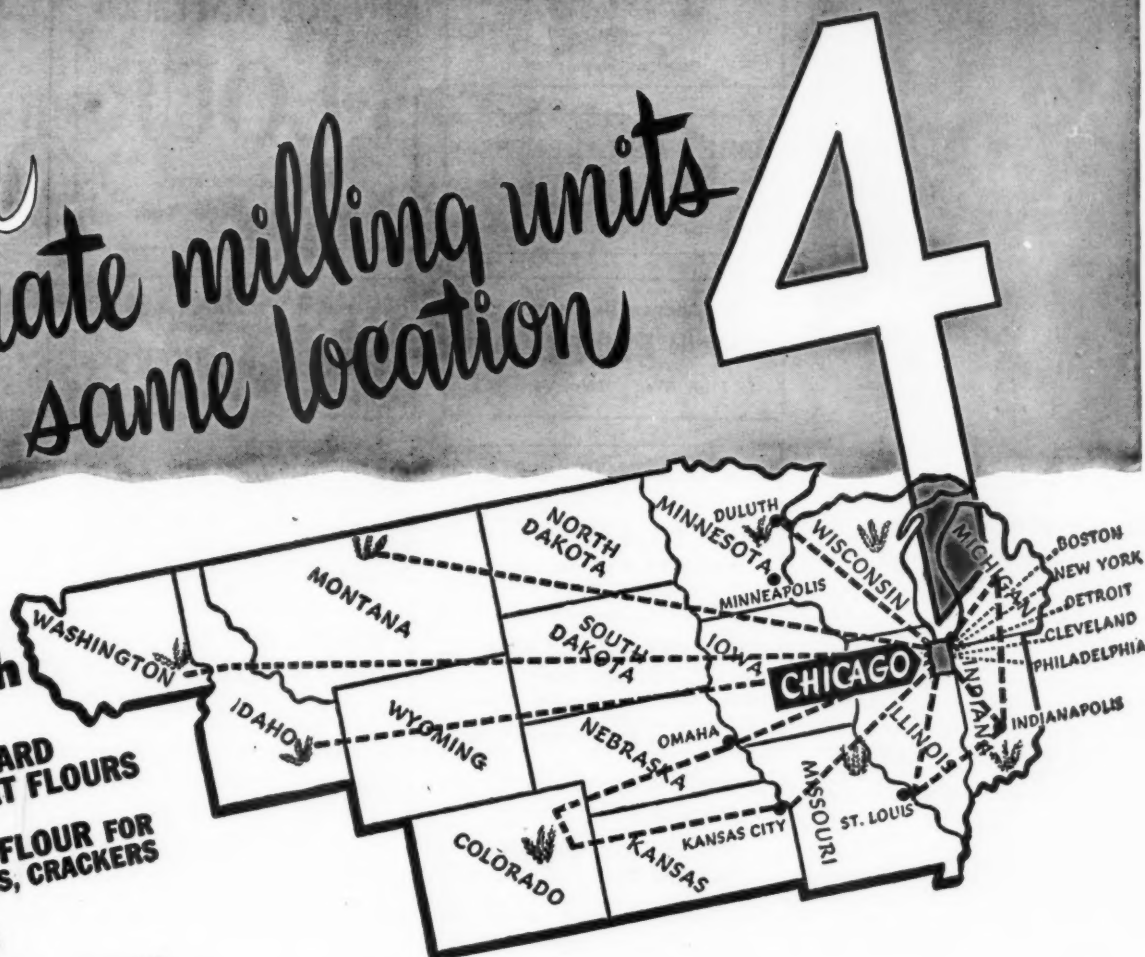 ate milling units
same location
4
ARD
T FLOURS
FLOUR FOR
S, CRACKERS
WASHINGTON
MONTANA
IDAHO
WYOMING
COLORADO
NORTH
DAKOTA
SOUTH
DAKOTA
NEBRASKA
KANSAS
MINNESOTA
DULUTH
MINNEAPOLIS
IOWA
OMAHA
KANSAS CITY
MISSOURI
ST. LOUIS
WISCONSIN
CHICAGO
ILLINOIS
INDIANA
MICHIGAN
BOSTON
NEW YORK
DETROIT
CLEVELAND
PHILADELPHIA
INDIANAPOLIS